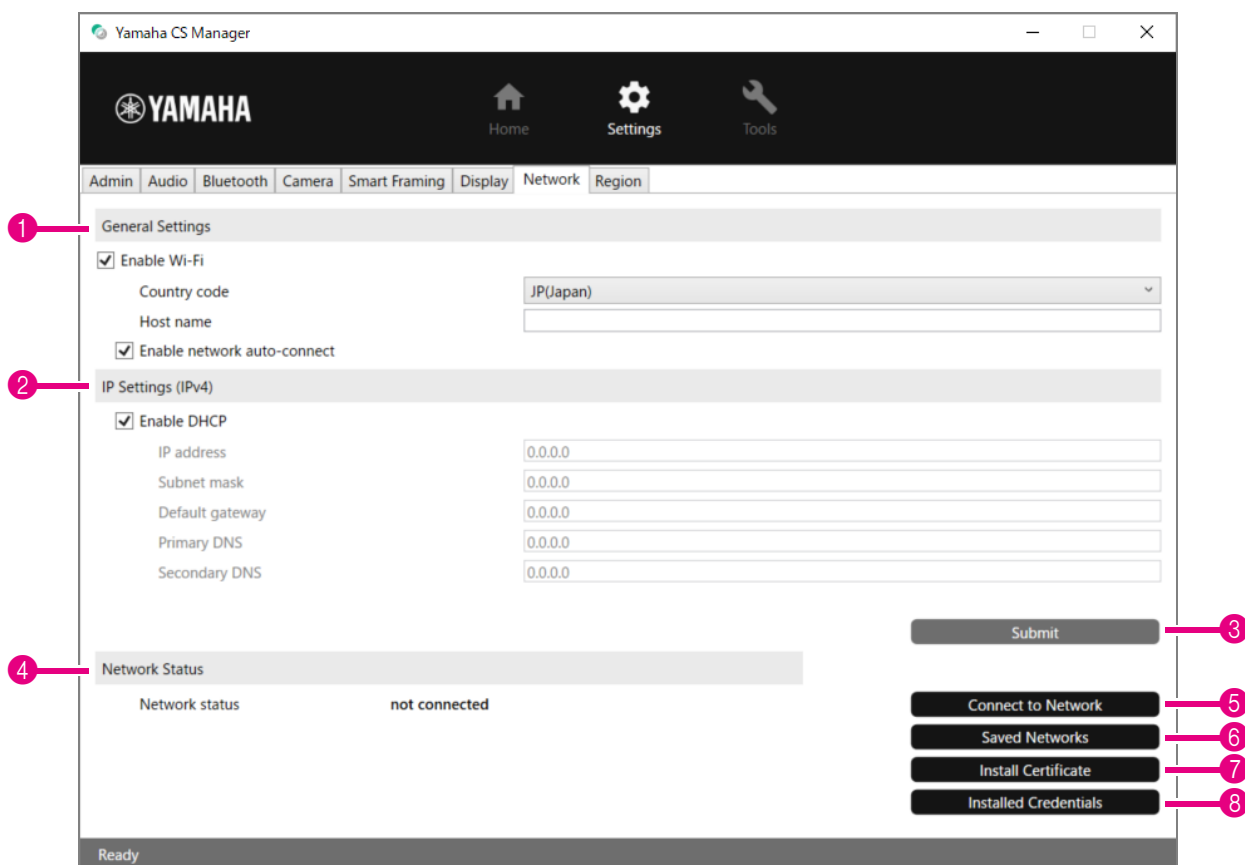 Yamaha CS Manager
YAMAHA
Home Settings Tools
Admin Audio Bluetooth Camera Smart Framing Display Network Region
1 General Settings
Enable Wi-Fi
Country code JP(Japan)
Host name
Enable network auto-connect
2 IP Settings (IPv4)
Enable DHCP
IP address 0.0.0.0
Subnet mask 0.0.0.0
Default gateway 0.0.0.0
Primary DNS 0.0.0.0
Secondary DNS 0.0.0.0
Submit 3
4 Network Status
Network status not connected
Connect to Network 5
Saved Networks 6
Install Certificate 7
Installed Credentials 8
Ready